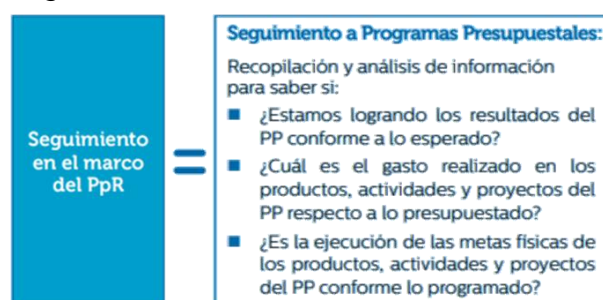 Seguimiento
en el marco
del PpR
=
Seguimiento a Programas Presupuestales:
Recopilación y análisis de información
para saber si:
■ ¿Estamos logrando los resultados del
PP conforme a lo esperado?
■ ¿Cuál es el gasto realizado en los
productos, actividades y proyectos del
PP respecto a lo presupuestado?
■ ¿Es la ejecución de las metas físicas de
los productos, actividades y proyectos
del PP conforme lo programado?